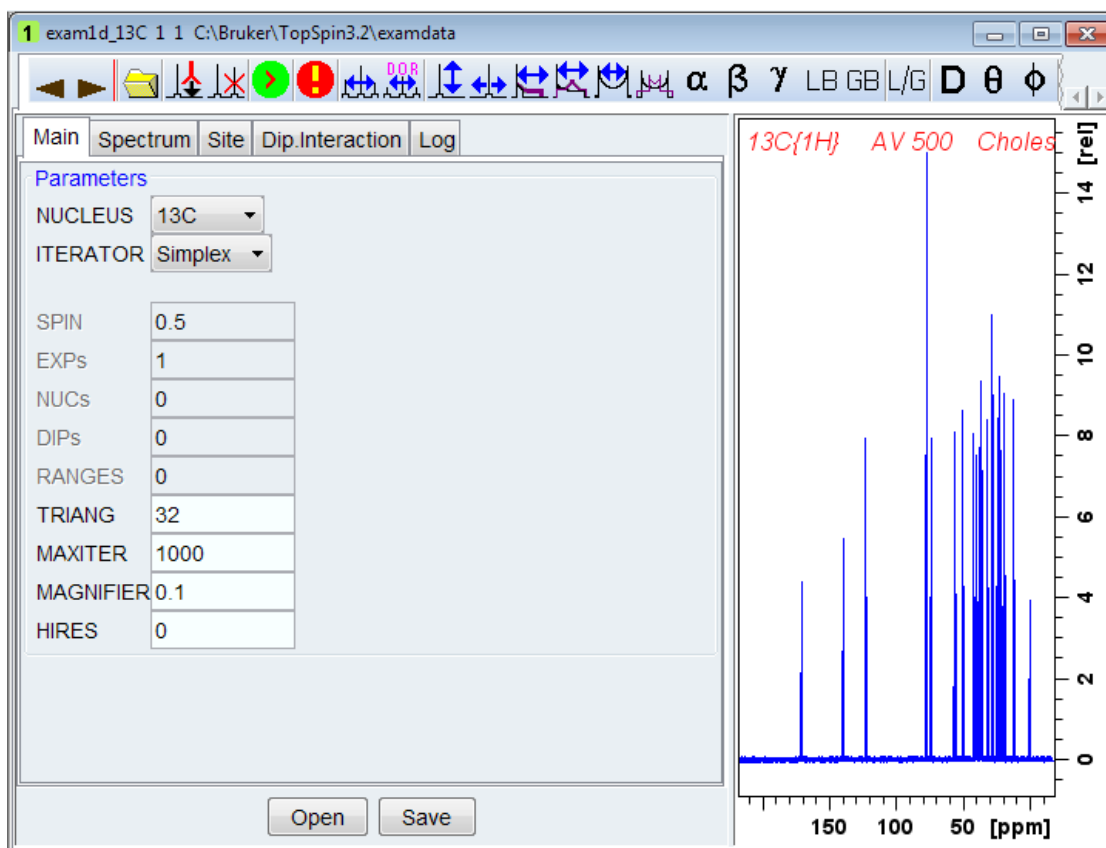 1 exam1d_13C 1 1 C:\Bruker\TopSpin3.2\examdata
DOR α β γ LB GB L/G D θ ϕ
Main Spectrum Site Dip.Interaction Log
Parameters
NUCLEUS 13C
ITERATOR Simplex
SPIN 0.5
EXPs 1
NUCs 0
DIPs 0
RANGES 0
TRIANG 32
MAXITER 1000
MAGNIFIER 0.1
HIRES 0
Open Save
13C{1H} AV 500 Choles
[rel]
14
12
10
8
6
4
2
0
150 100 50 [ppm]